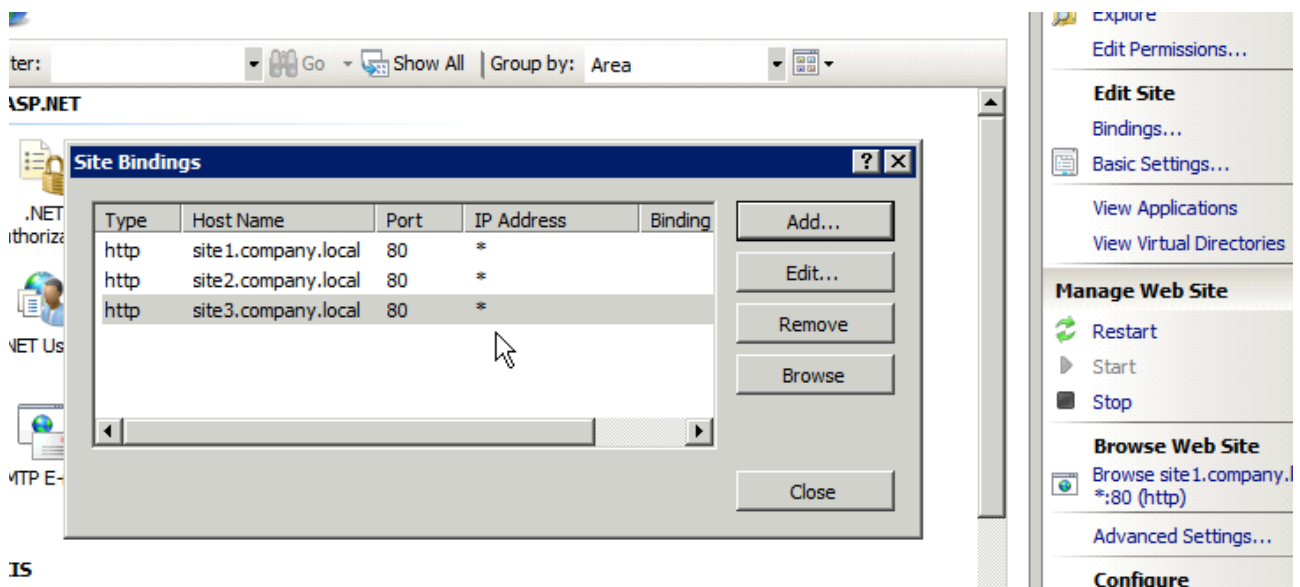 Explore
Edit Permissions...
ter:
Go
Show All
Group by:
Area
ASP.NET
Edit Site
Bindings...
Basic Settings...
View Applications
View Virtual Directories
Manage Web Site
Restart
Start
Stop
Browse Web Site
Browse site1.company.l
*:80 (http)
Advanced Settings...
Configure
.NET
thoriza
NET Us
MTP E-
IIS
Site Bindings
?
Type Host Name Port IP Address Binding
http site1.company.local 80 *
http site2.company.local 80 *
http site3.company.local 80 *
Add...
Edit...
Remove
Browse
Close